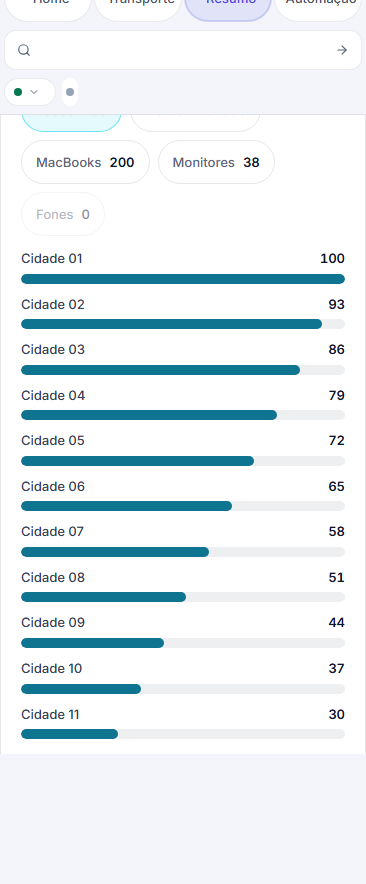 Home Transporte Resumo Automação
MacBooks 200 Monitores 38
Fones 0
Cidade 01 100
Cidade 02 93
Cidade 03 86
Cidade 04 79
Cidade 05 72
Cidade 06 65
Cidade 07 58
Cidade 08 51
Cidade 09 44
Cidade 10 37
Cidade 11 30